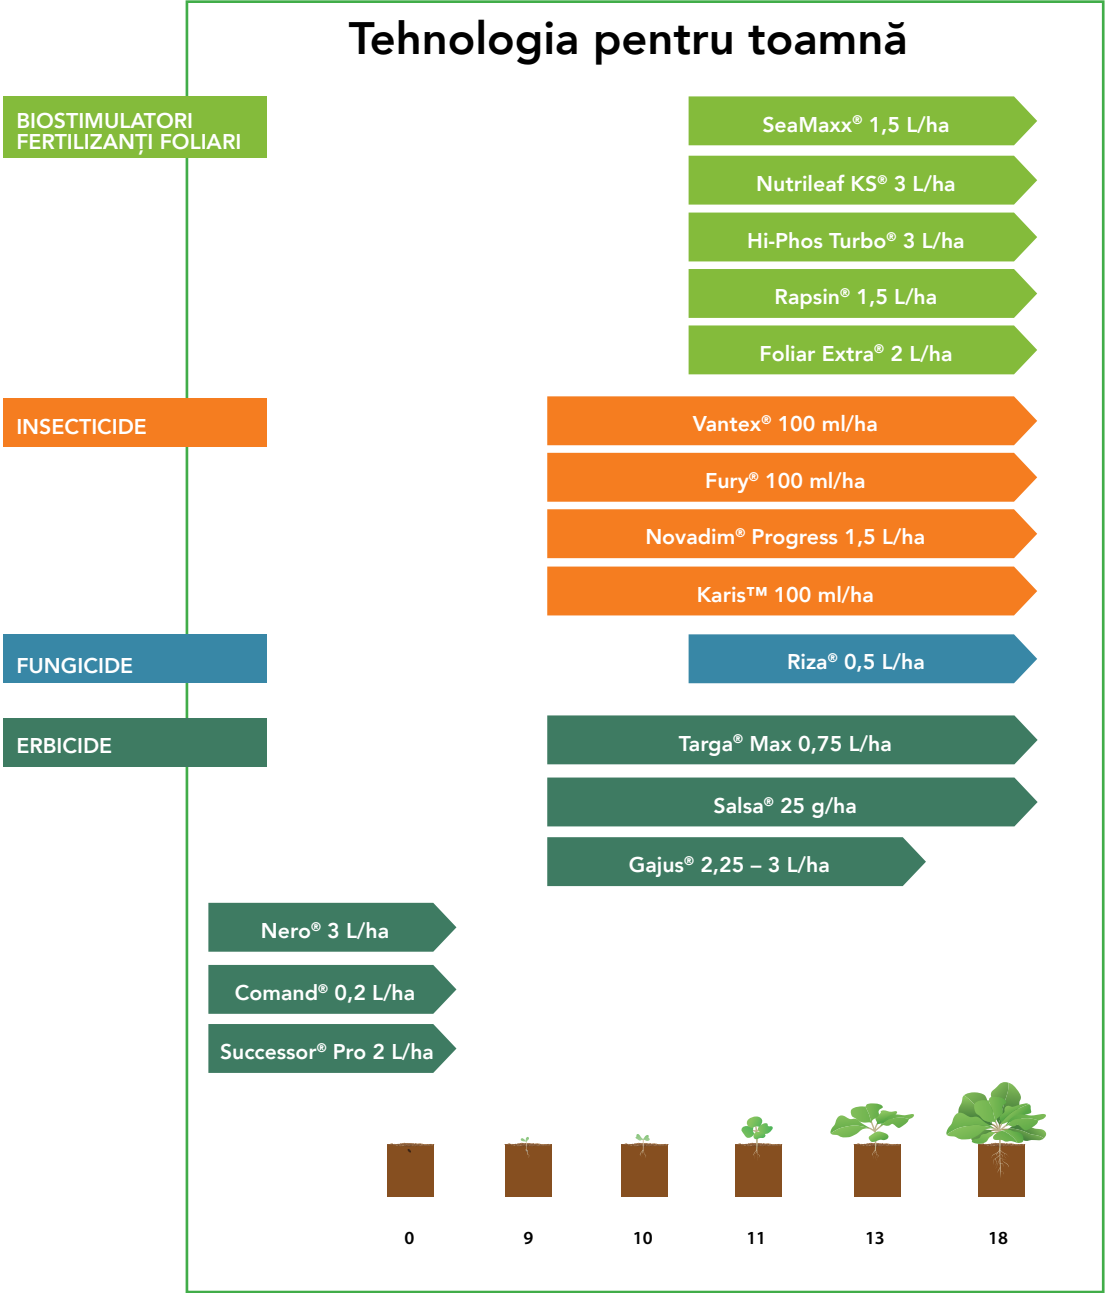 Tehnologia pentru toamnă
BIOSTIMULATORI
FERTILIZANȚI FOLIARI
SeaMaxx® 1,5 L/ha
Nutrileaf KS® 3 L/ha
Hi-Phos Turbo® 3 L/ha
Rapsin® 1,5 L/ha
Foliar Extra® 2 L/ha
INSECTICIDE
Vantex® 100 ml/ha
Fury® 100 ml/ha
Novadim® Progress 1,5 L/ha
Karis™ 100 ml/ha
FUNGICIDE
Riza® 0,5 L/ha
ERBICIDE
Targa® Max 0,75 L/ha
Salsa® 25 g/ha
Gajus® 2,25 – 3 L/ha
Nero® 3 L/ha
Comand® 0,2 L/ha
Successor® Pro 2 L/ha
0 9 10 11 13 18